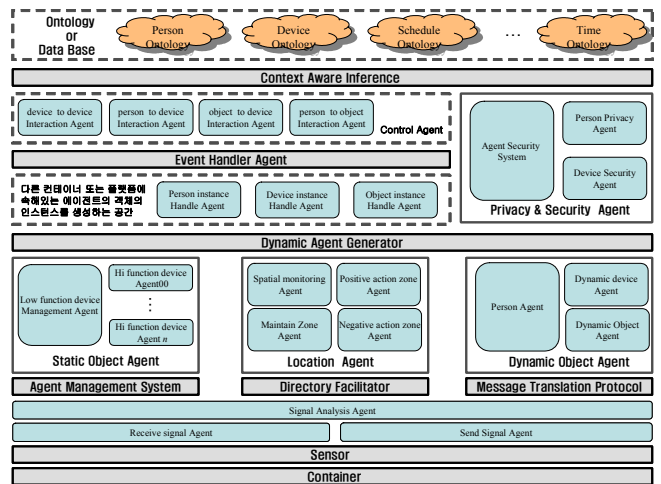 Ontology
or
Data Base
Person
Ontology
Device
Ontology
Schedule
Ontology
...
Time
Ontology
Context Aware Inference
device to device
Interaction Agent
person to device
Interaction Agent
object to device
Interaction Agent
person to object
Interaction Agent
Control Agent
Event Handler Agent
다른 컨테이너 또는 플랫폼에
속해있는 에이전트의 객체의
인스턴스를 생성하는 공간
Person instance
Handle Agent
Device instance
Handle Agent
Object instance
Handle Agent
Agent Security
System
Person Privacy
Agent
Device Security
Agent
Privacy & Security Agent
Dynamic Agent Generator
Low function device
Management Agent
Hi function device
Agent00
⋮
Hi function device
Agent n
Static Object Agent
Spatial monitoring
Agent
Positive action zone
Agent
Maintain Zone
Agent
Negative action zone
Agent
Location Agent
Person Agent
Dynamic device
Agent
Dynamic Object
Agent
Dynamic Object Agent
Agent Management System
Directory Facilitator
Message Translation Protocol
Signal Analysis Agent
Receive signal Agent
Send Signal Agent
Sensor
Container